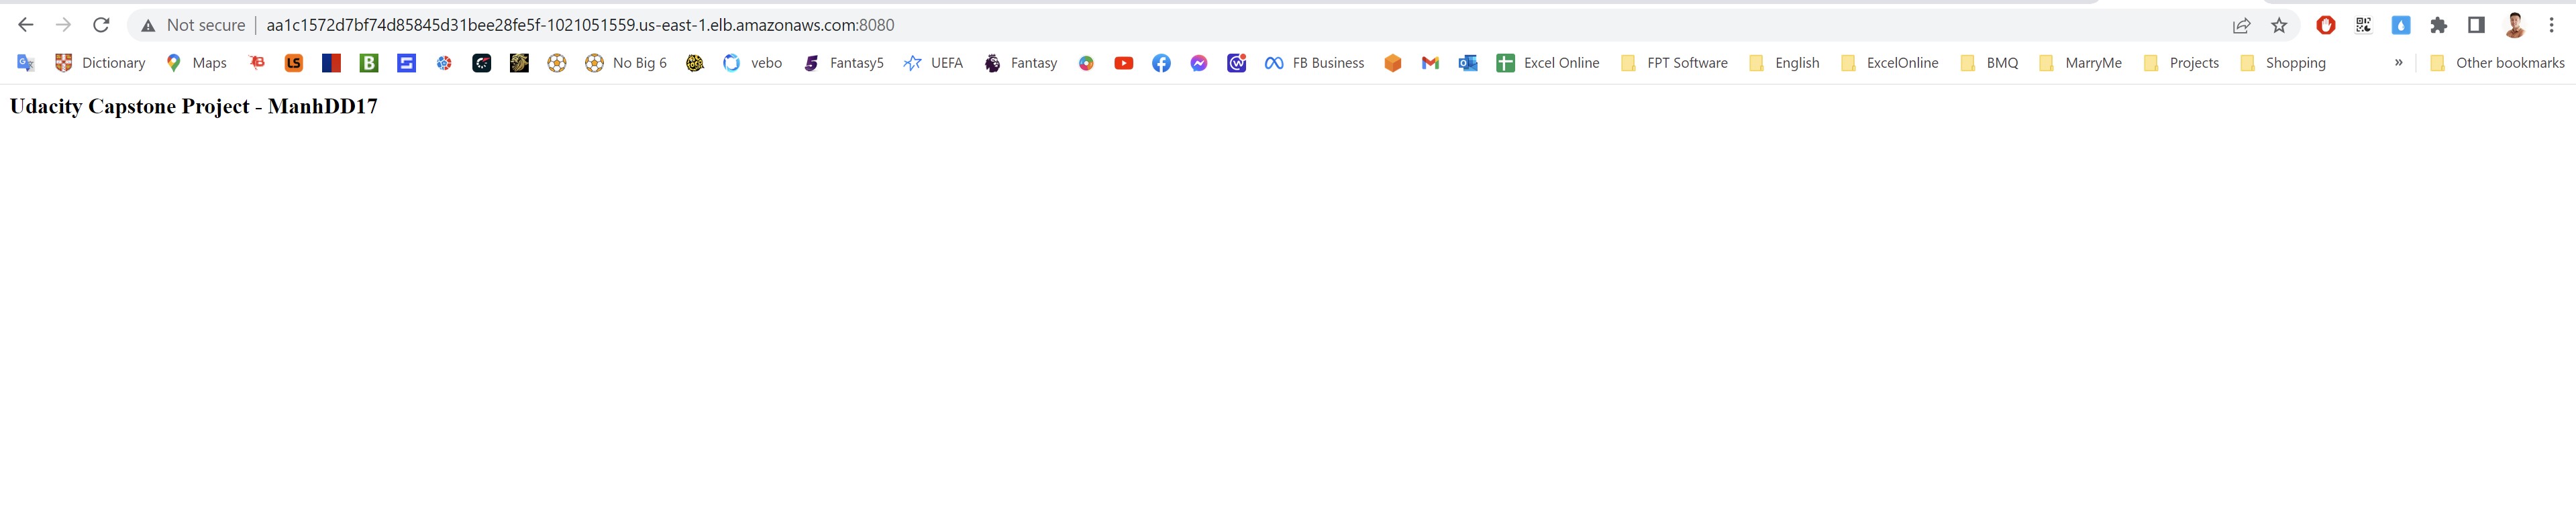 Not secure aa1c1572d7bf74d85845d31bee28fe5f-1021051559.us-east-1.elb.amazonaws.com:8080
Dictionary Maps LS B No Big 6 vebo 5 Fantasy5 UEFA Fantasy FB Business Excel Online FPT Software English ExcelOnline BMQ MarryMe Projects Shopping » Other bookmarks
Udacity Capstone Project - ManhDD17